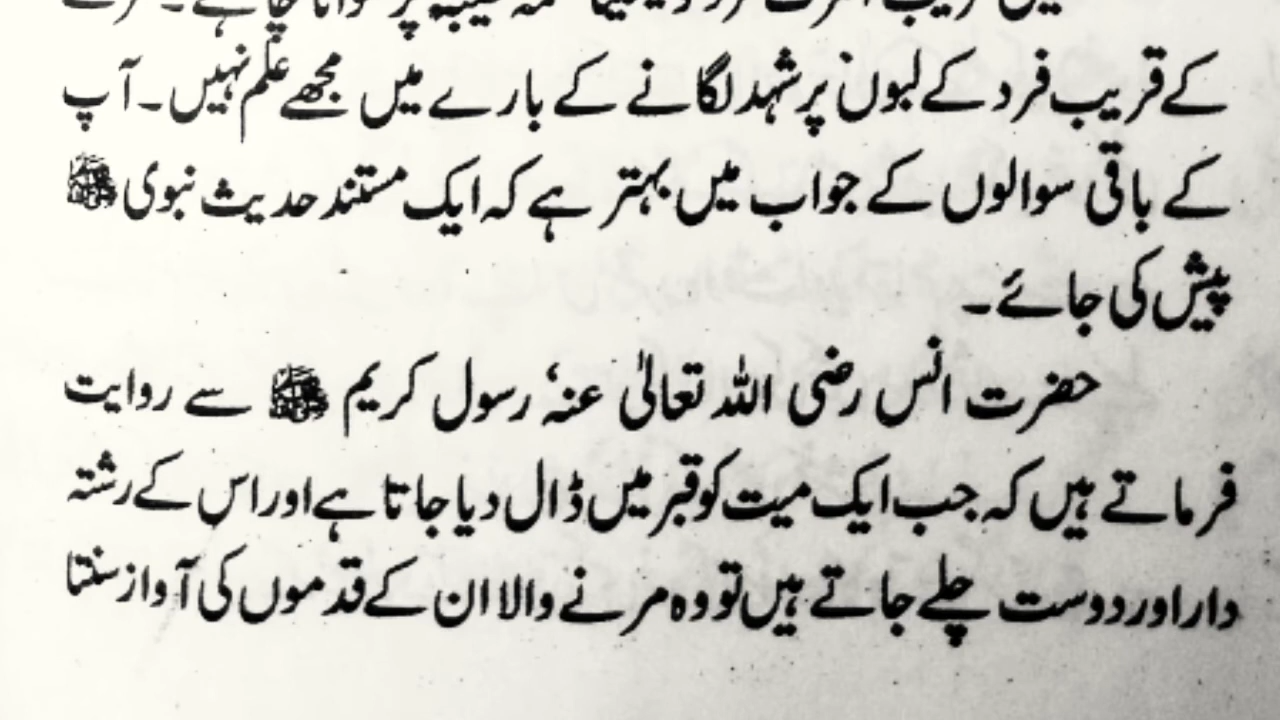 کے قریب فرد کے لبوں پر شہد لگانے کے بارے میں مجھے علم نہیں۔ آپ
کے باقی سوالوں کے جواب میں بہتر ہے کہ ایک مستند حدیث نبوی ﷺ
پیش کی جائے۔
حضرت انس رضی اللہ تعالیٰ عنہٗ رسول کریم ﷺ سے روایت
فرماتے ہیں کہ جب ایک میت کو قبر میں ڈال دیا جاتا ہے اور اس کے رشتہ
دار اور دوست چلے جاتے ہیں تو وہ مرنے والا ان کے قدموں کی آواز سنتا